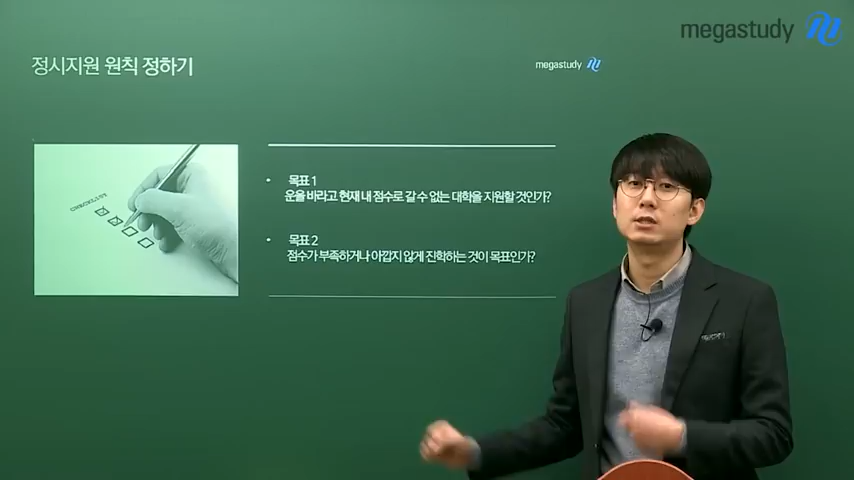 megastudy
정시지원 원칙 정하기
megastudy
목표 1
운을 바라고 현재 내 점수로 갈 수 없는 대학을 지원할 것인가?
목표 2
점수가 부족하거나 아깝지 않게 진학하는 것이 목표인가?